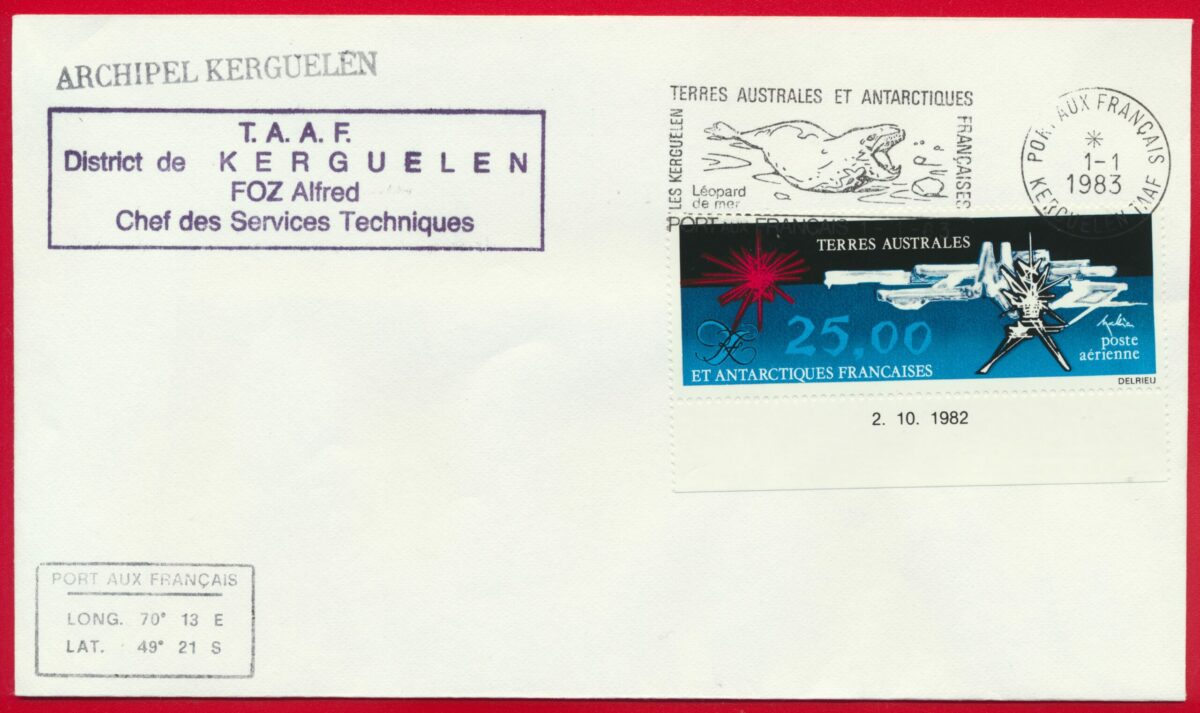 ARCHIPEL KERGUELEN
T. A. A. F.
District de KERGUELEN
FOZ Alfred
Chef des Services Techniques
TERRES AUSTRALES ET ANTARCTIQUES
FRANÇAISES
LES KERGUELEN
Léopard
de mer
PORT AUX FRANÇAIS
PORT AUX FRANÇAIS
1-1
1983
KERGUELEN TAAF
TERRES AUSTRALES
25,00
poste
aérienne
ET ANTARCTIQUES FRANÇAISES
DELRIEU
2. 10. 1982
PORT AUX FRANÇAIS
LONG. 70° 13 E
LAT. 49° 21 S